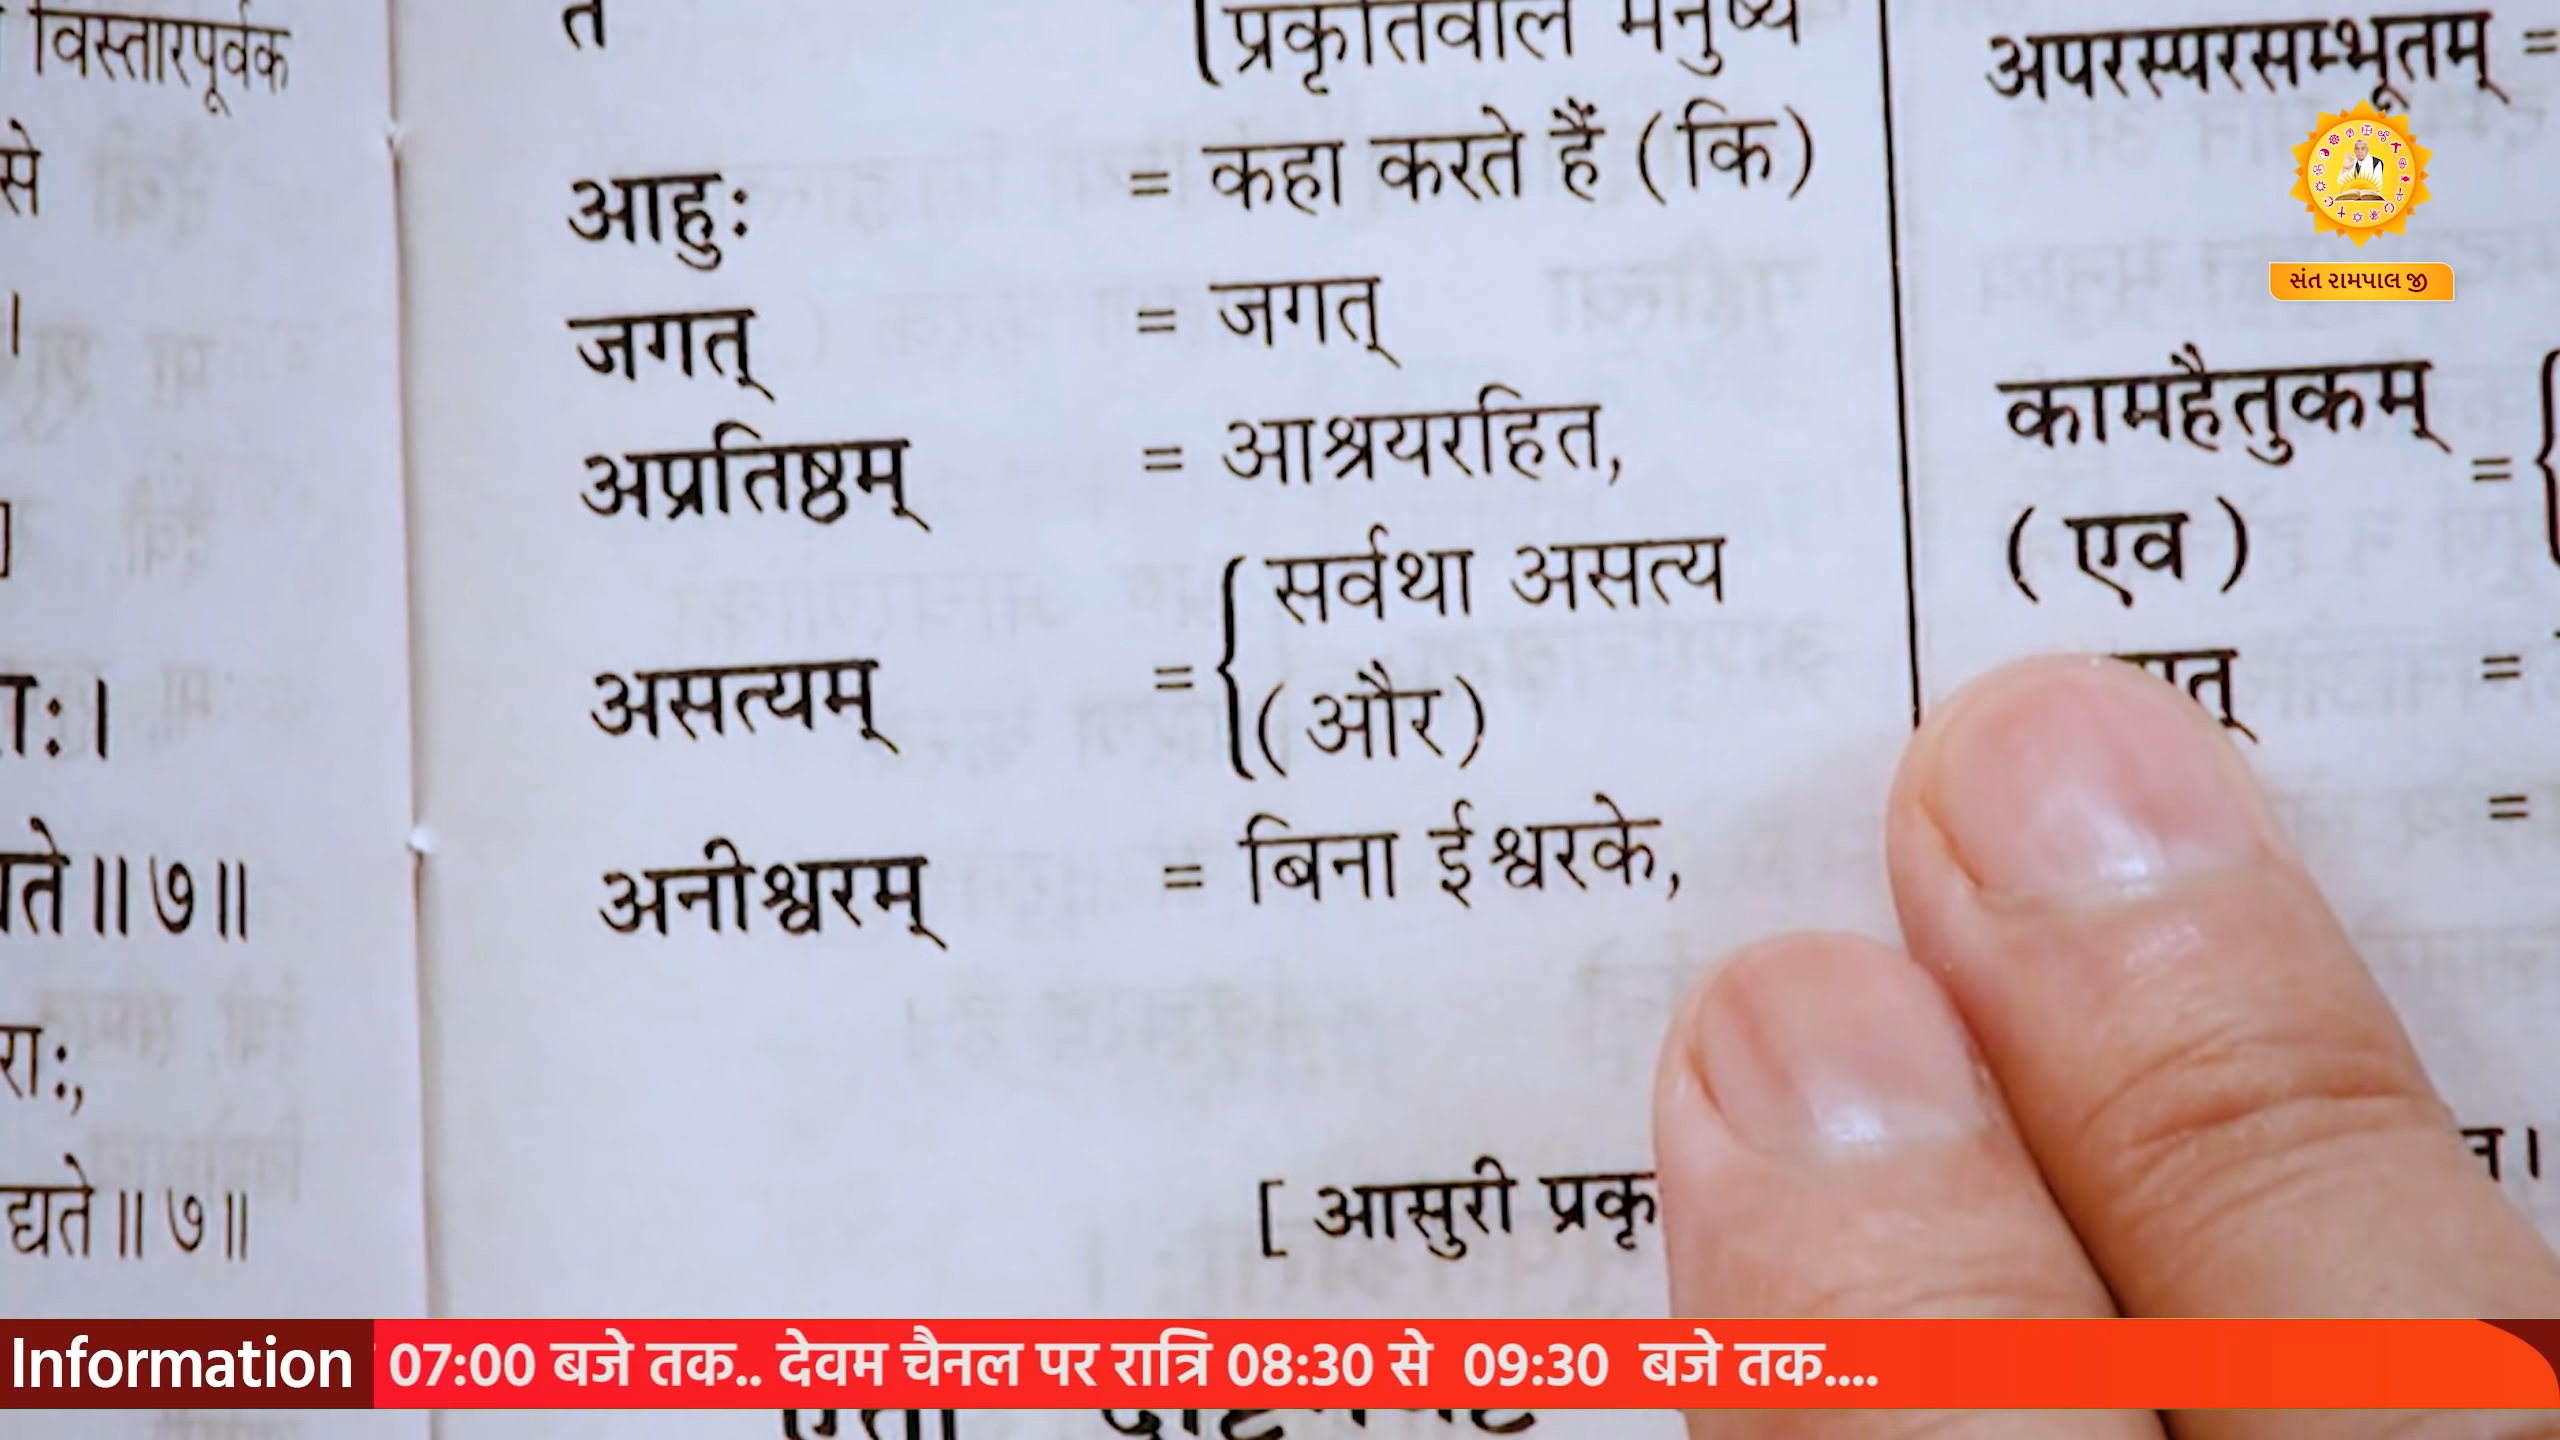 विस्तारपूर्वक
से
।
राः,
द्यते॥७॥
ते
[प्रकृतिवाले मनुष्य
आहुः = कहा करते हैं (कि)
जगत् = जगत्
अप्रतिष्ठम् = आश्रयरहित,
असत्यम् = { सर्वथा असत्य
(और)
अनीश्वरम् = बिना ईश्वरके,
अपरस्परसम्भूतम् =
कामहैतुकम्
(एव) = {
=
=
[ आसुरी प्रकृ
संत રામપાલ જી
Information 07:00 बजे तक.. देवम चैनल पर रात्रि 08:30 से 09:30 बजे तक....